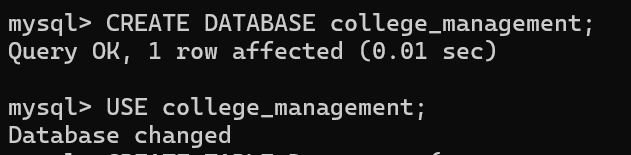 mysql> CREATE DATABASE college_management;
Query OK, 1 row affected (0.01 sec)
mysql> USE college_management;
Database changed